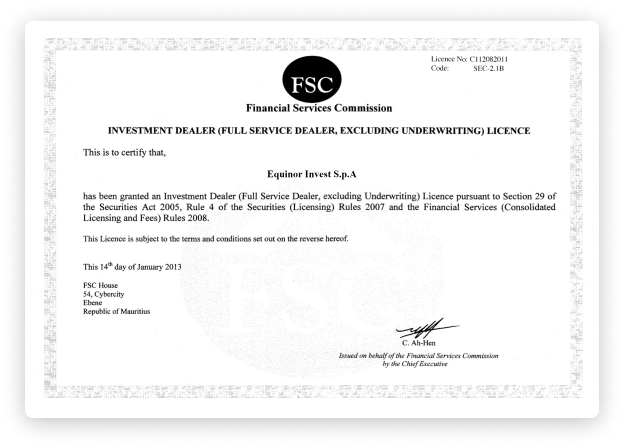 Licence No: C112082011
Code: SEC-2.1B
FSC
Financial Services Commission
INVESTMENT DEALER (FULL SERVICE DEALER, EXCLUDING UNDERWRITING) LICENCE
This is to certify that,
Equinor Invest S.p.A
has been granted an Investment Dealer (Full Service Dealer, excluding Underwriting) Licence pursuant to Section 29 of
the Securities Act 2005, Rule 4 of the Securities (Licensing) Rules 2007 and the Financial Services (Consolidated
Licensing and Fees) Rules 2008.
This Licence is subject to the terms and conditions set out on the reverse hereof.
This 14th day of January 2013
FSC House
54, Cybercity
Ebene
Republic of Mauritius
C. Ah-Hen
Issued on behalf of the Financial Services Commission
by the Chief Executive